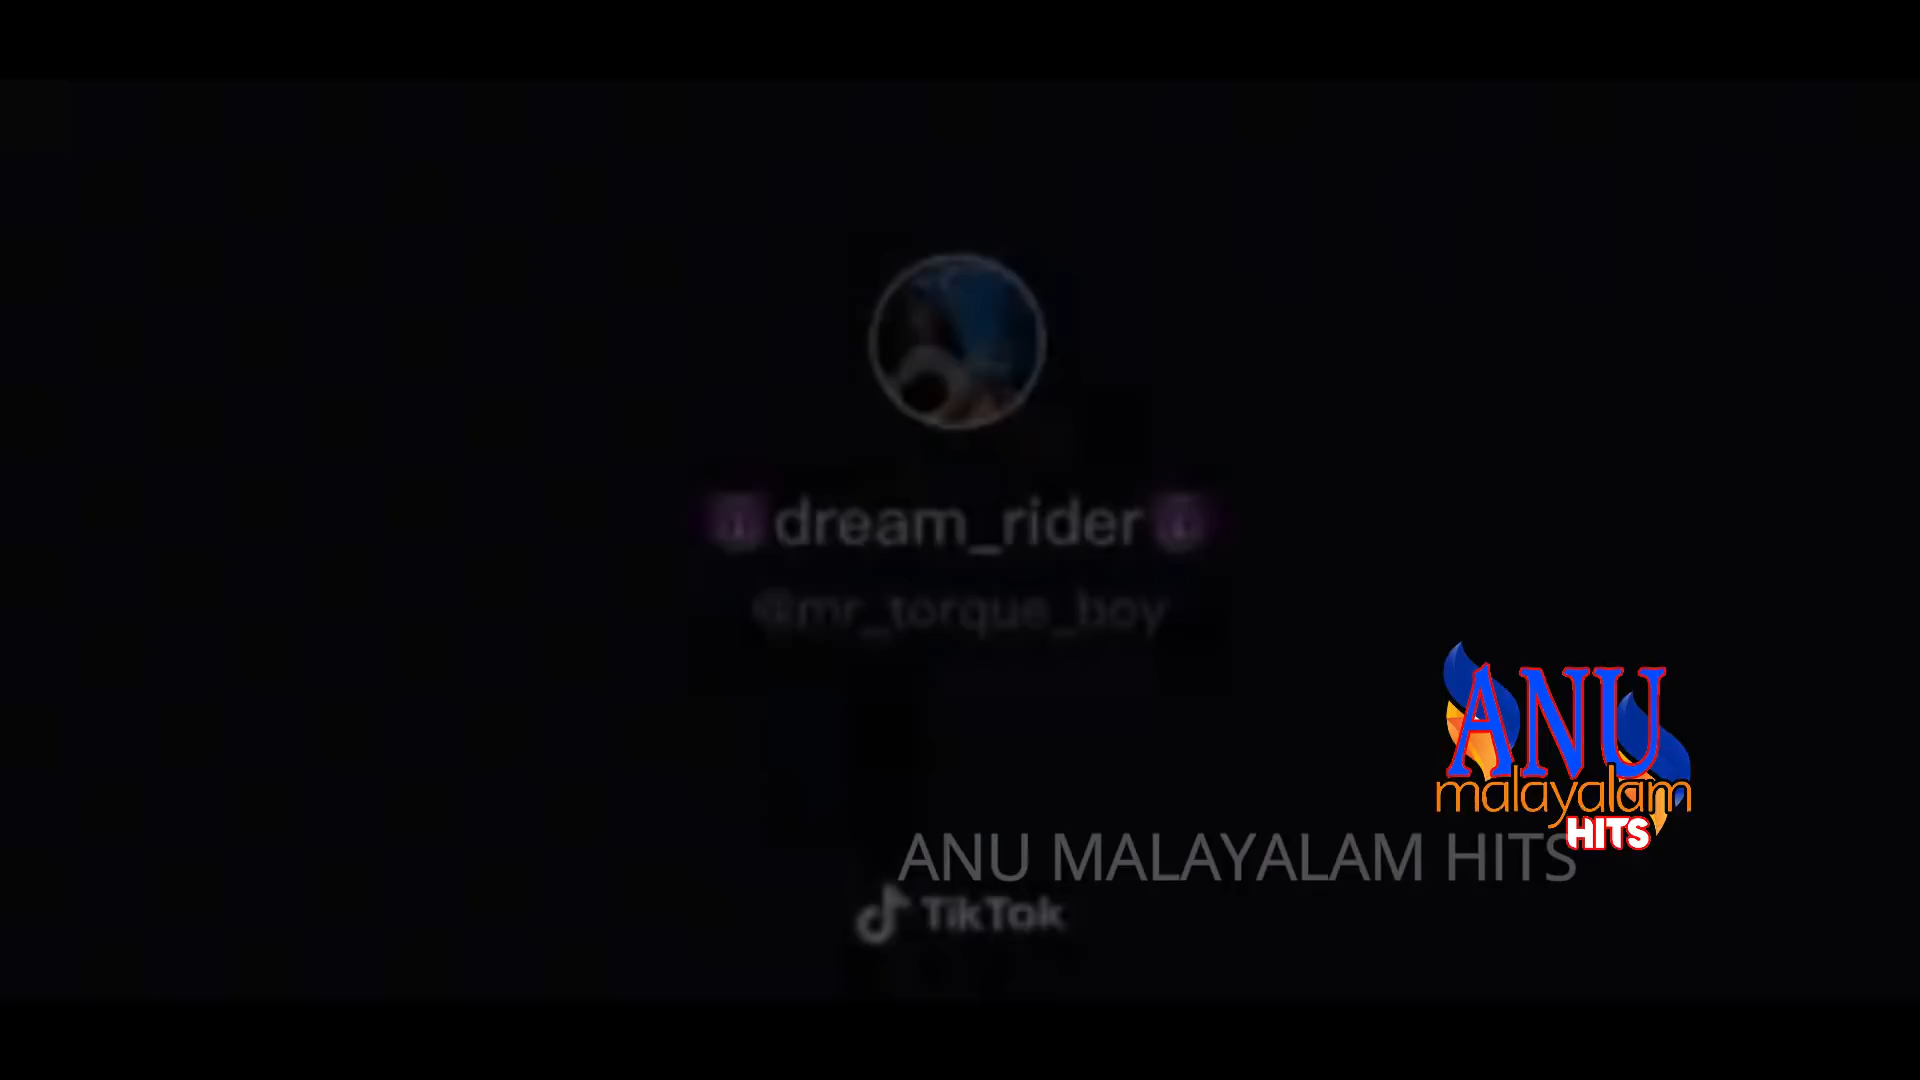 dream_rider
@mr_torque_boy
ANU
malayalam
HITS
ANU MALAYALAM HITS
TikTok